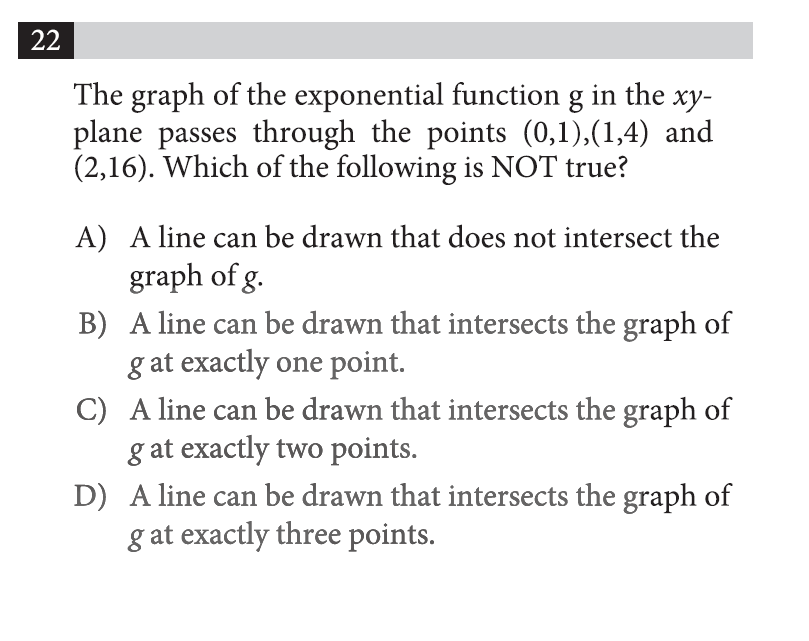 22
The graph of the exponential function g in the xy-
plane passes through the points (0,1),(1,4) and
(2,16). Which of the following is NOT true?
A) A line can be drawn that does not intersect the
graph of g.
B) A line can be drawn that intersects the graph of
g at exactly one point.
C) A line can be drawn that intersects the graph of
g at exactly two points.
D) A line can be drawn that intersects the graph of
g at exactly three points.